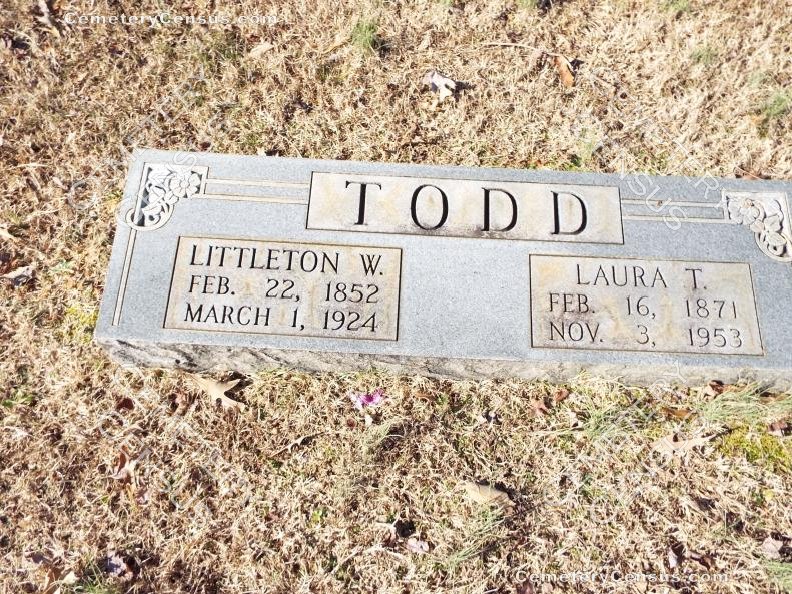 CemeteryCensus.com
TODD
LITTLETON W.
FEB. 22, 1852
MARCH 1, 1924
LAURA T.
FEB. 16, 1871
NOV. 3, 1953
CemeteryCensus.com